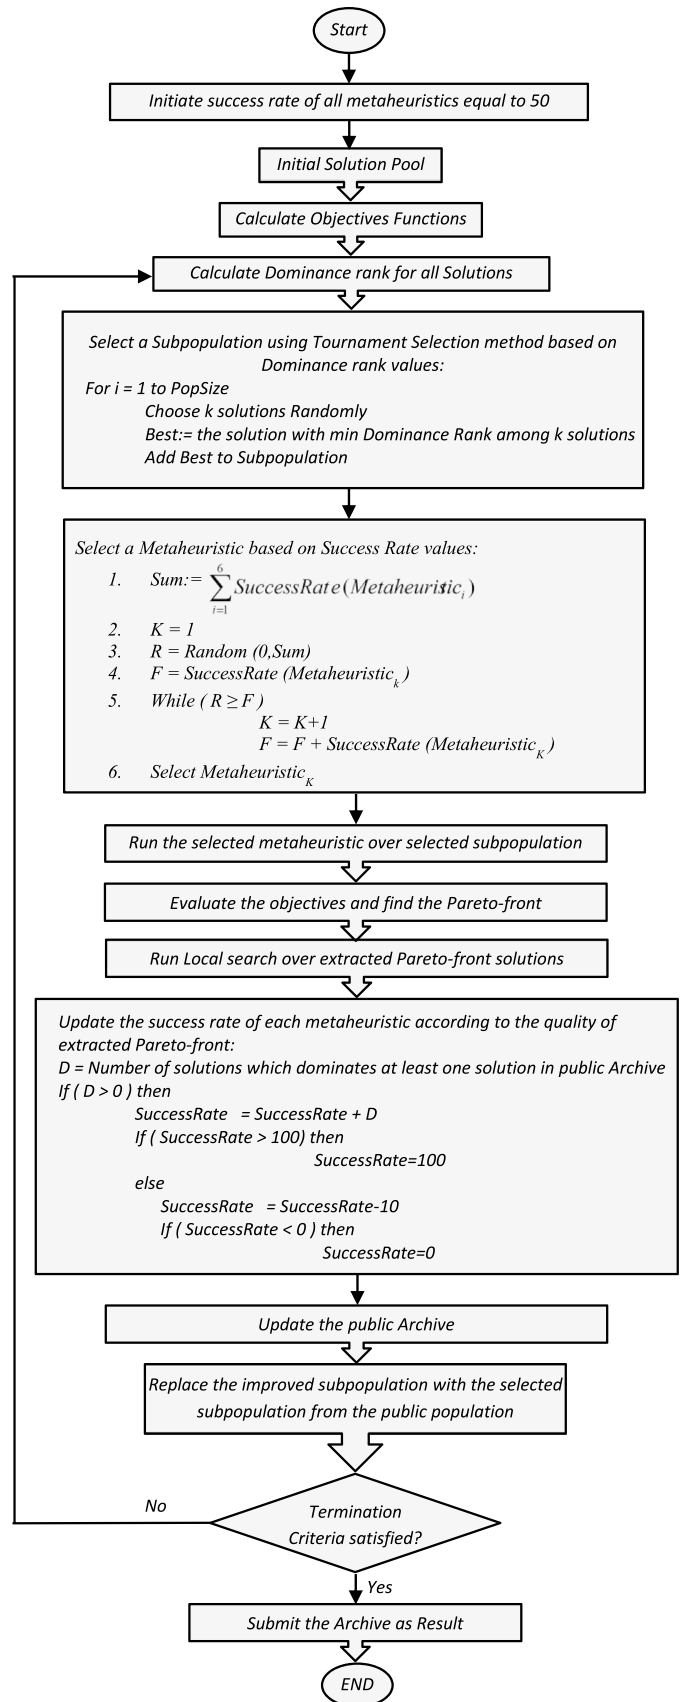 Start
Initiate success rate of all metaheuristics equal to 50
Initial Solution Pool
Calculate Objectives Functions
Calculate Dominance rank for all Solutions
Select a Subpopulation using Tournament Selection method based on
Dominance rank values:
For i = 1 to PopSize
Choose k solutions Randomly
Best:= the solution with min Dominance Rank among k solutions
Add Best to Subpopulation
Select a Metaheuristic based on Success Rate values:
1. Sum:= ∑_{i=1}^{6} SuccessRate(Metaheuristic_i)
2. K = 1
3. R = Random (0,Sum)
4. F = SuccessRate (Metaheuristic_k)
5. While ( R ≥ F )
K = K+1
F = F + SuccessRate (Metaheuristic_K)
6. Select Metaheuristic_K
Run the selected metaheuristic over selected subpopulation
Evaluate the objectives and find the Pareto-front
Run Local search over extracted Pareto-front solutions
Update the success rate of each metaheuristic according to the quality of
extracted Pareto-front:
D = Number of solutions which dominates at least one solution in public Archive
If ( D > 0 ) then
SuccessRate = SuccessRate + D
If ( SuccessRate > 100) then
SuccessRate=100
else
SuccessRate = SuccessRate-10
If ( SuccessRate < 0 ) then
SuccessRate=0
Update the public Archive
Replace the improved subpopulation with the selected
subpopulation from the public population
No
Termination
Criteria satisfied?
Yes
Submit the Archive as Result
END